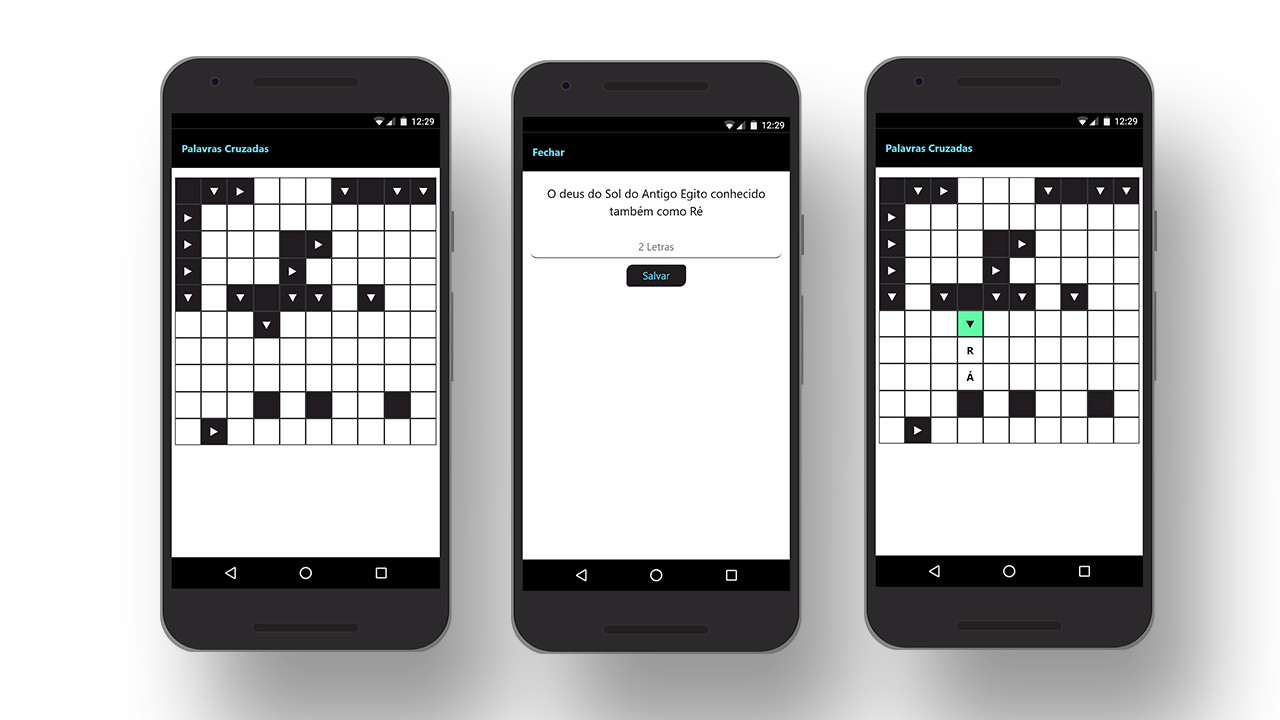 12:29
Palavras Cruzadas
12:29
Fechar
O deus do Sol do Antigo Egito conhecido
também como Ré
2 Letras
Salvar
12:29
Palavras Cruzadas
R
Á